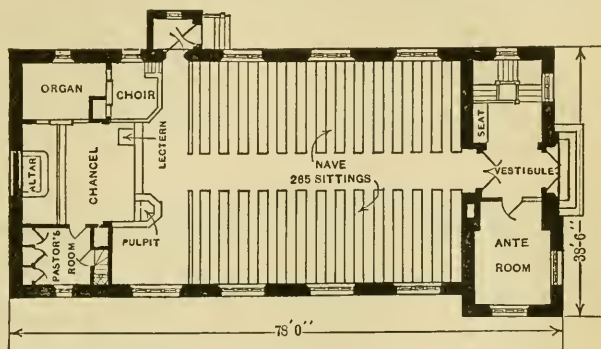 ORGAN
CHOIR
ALTAR
CHANCEL
LECTERN
PULPIT
PASTOR'S
ROOM
NAVE
265 SITTINGS
SEAT
VESTIBULE
ANTE
ROOM
38'-6"
78'0"